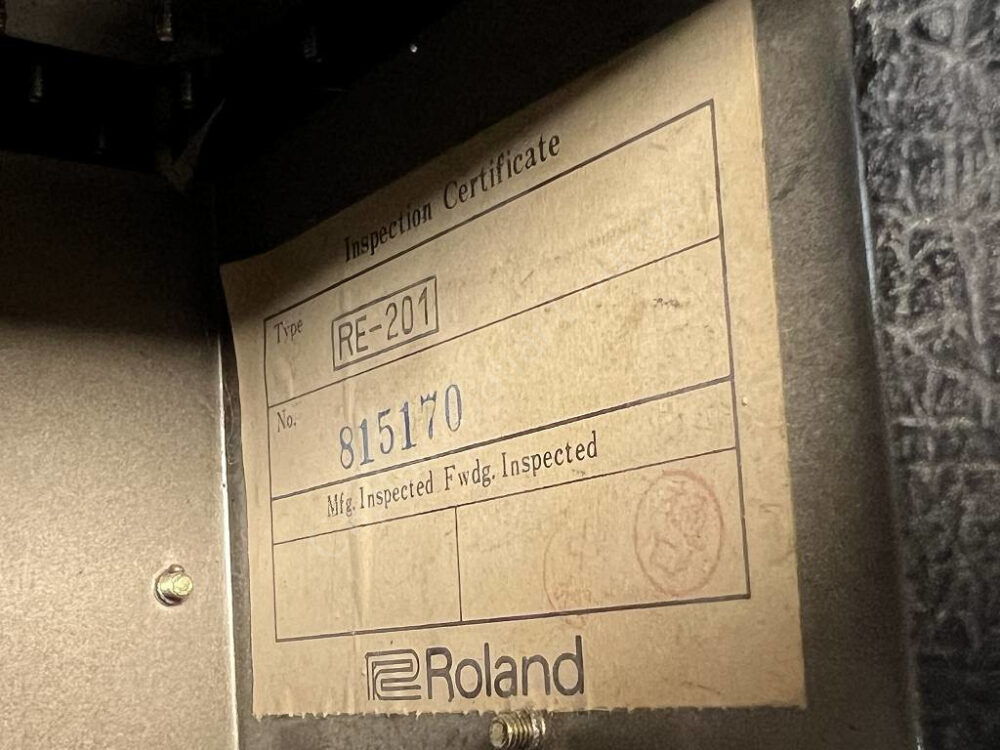 Inspection Certificate
Type RE-201
No. 815170
Mfg. Inspected Fwdg. Inspected
Roland